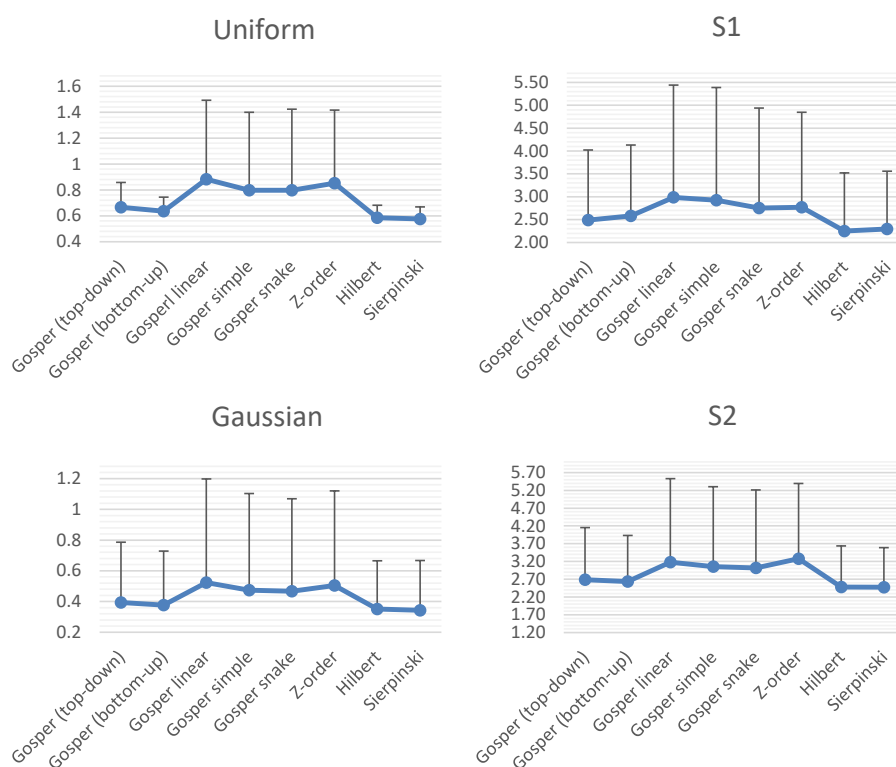 Uniform
1.6
1.4
1.2
1
0.8
0.6
0.4
Gosper (top-down)
Gosper (bottom-up)
Gosperl linear
Gosper simple
Gosper snake
Z-order
Hilbert
Sierpinski
S1
5.50
5.00
4.50
4.00
3.50
3.00
2.50
2.00
Gosper (top-down)
Gosper (bottom-up)
Gosper linear
Gosper simple
Gosper snake
Z-order
Hilbert
Sierpinski
Gaussian
1.2
1
0.8
0.6
0.4
0.2
Gosper (top-down)
Gosper (bottom-up)
Gosper linear
Gosper simple
Gosper snake
Z-order
Hilbert
Sierpinski
S2
5.70
5.20
4.70
4.20
3.70
3.20
2.70
2.20
1.70
1.20
Gosper (top-down)
Gosper (bottom-up)
Gosper linear
Gosper simple
Gosper snake
Z-order
Hilbert
Sierpinski